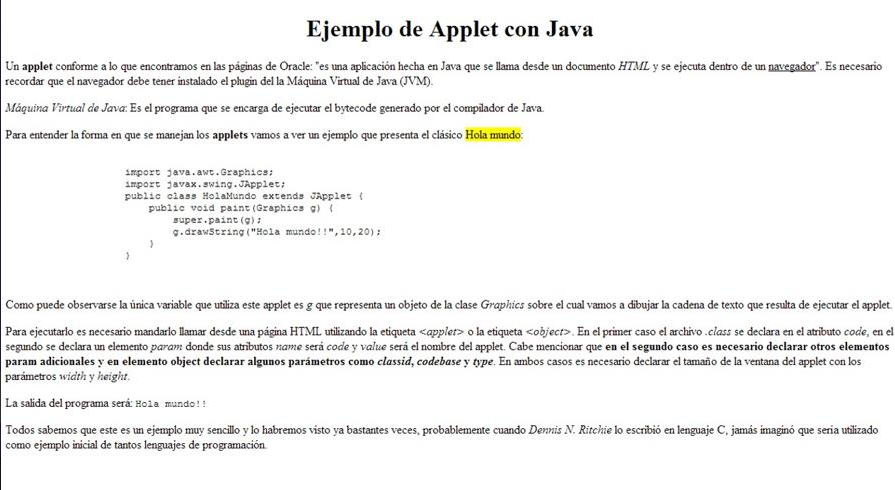 Ejemplo de Applet con Java
Un applet conforme a lo que encontramos en las páginas de Oracle: "es una aplicación hecha en Java que se llama desde un documento HTML y se ejecuta dentro de un navegador". Es necesario
recordar que el navegador debe tener instalado el plugin del la Máquina Virtual de Java (JVM).
Máquina Virtual de Java: Es el programa que se encarga de ejecutar el bytecode generado por el compilador de Java.
Para entender la forma en que se manejan los applets vamos a ver un ejemplo que presenta el clásico Hola mundo:
import java.awt.Graphics;
import javax.swing.JApplet;
public class HolaMundo extends JApplet {
    public void paint(Graphics g) {
        super.paint(g);
        g.drawString("Hola mundo!!",10,20);
    }
}
Como puede observarse la única variable que utiliza este applet es g que representa un objeto de la clase Graphics sobre el cual vamos a dibujar la cadena de texto que resulta de ejecutar el applet.
Para ejecutarlo es necesario mandarlo llamar desde una página HTML utilizando la etiqueta <applet> o la etiqueta <object>. En el primer caso el archivo .class se declara en el atributo code, en el
segundo se declara un elemento param donde sus atributos name será code y value será el nombre del applet. Cabe mencionar que en el segundo caso es necesario declarar otros elementos
param adicionales y en elemento object declarar algunos parámetros como classid, codebase y type. En ambos casos es necesario declarar el tamaño de la ventana del applet con los
parámetros width y height.
La salida del programa será: Hola mundo!!
Todos sabemos que este es un ejemplo muy sencillo y lo habremos visto ya bastantes veces, probablemente cuando Dennis N. Ritchie lo escribió en lenguaje C, jamás imaginó que sería utilizado
como ejemplo inicial de tantos lenguajes de programación.